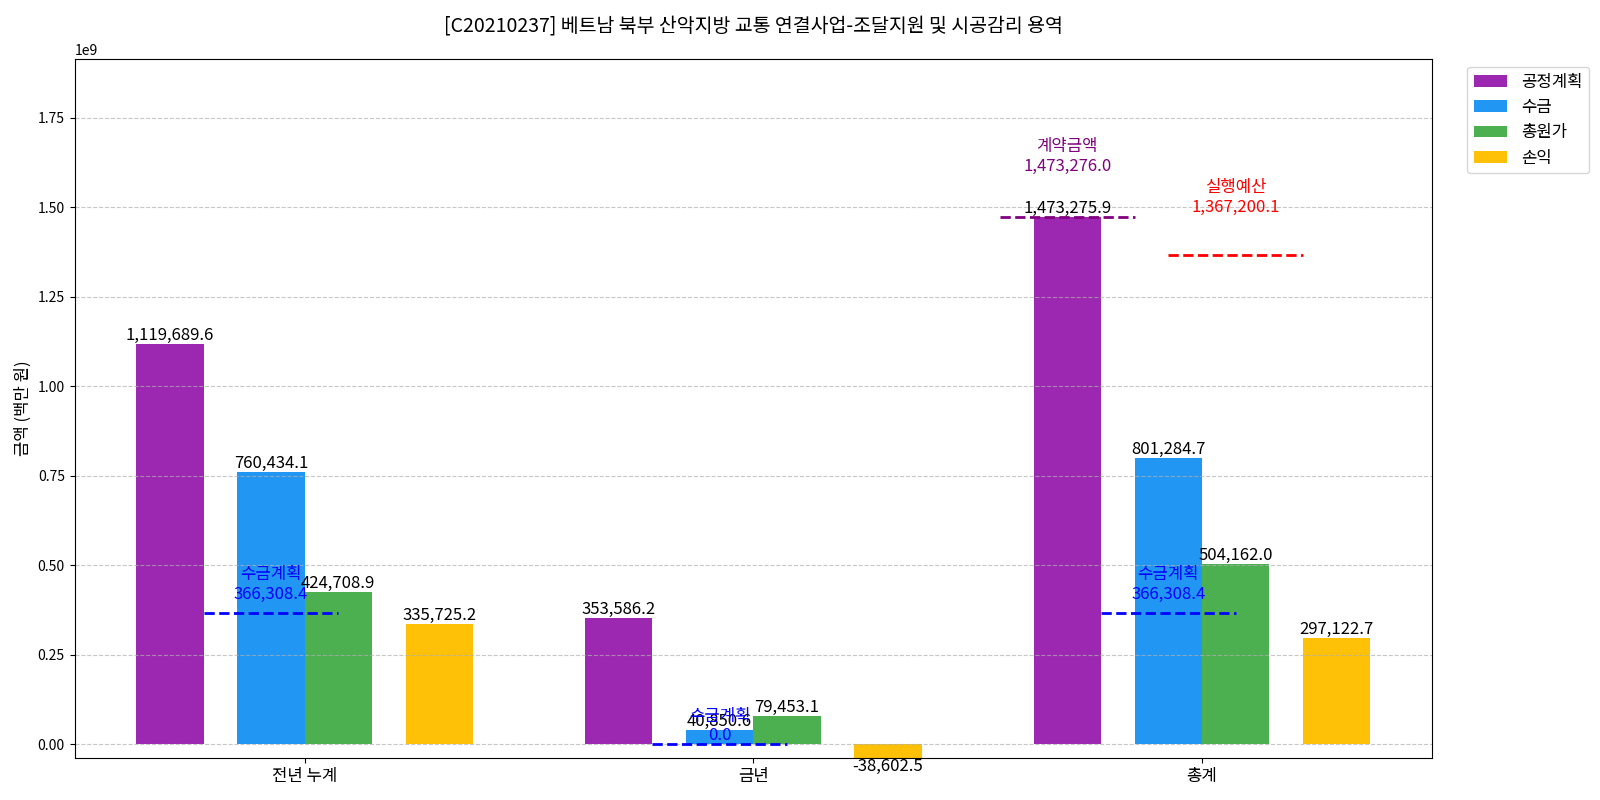 [C20210237] 베트남 북부 산악지방 교통 연결사업-조달지원 및 시공감리 용역
1e9
공정계획
수금
총원가
손익
금액 (백만 원)
1.75
1.50
1.25
1.00
0.75
0.50
0.25
0.00
계약금액
1,473,276.0
실행예산
1,367,200.1
1,473,275.9
1,119,689.6
760,434.1
수금계획
366,308.4
424,708.9
335,725.2
353,586.2
수금계획
40,850.6
0.0
79,453.1
-38,602.5
801,284.7
수금계획
366,308.4
504,162.0
297,122.7
전년 누계
금년
총계